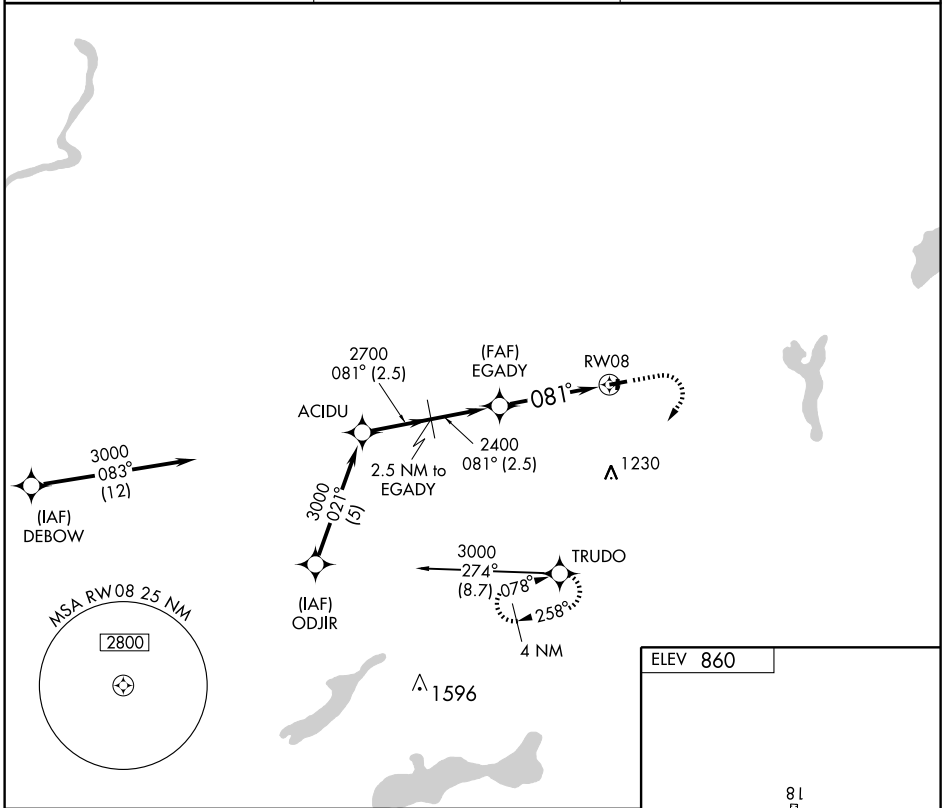 2700
081° (2.5)
(FAF)
EGADY
RW08
ACIDU
081°
2400
081° (2.5)
2.5 NM to
EGADY
1230
3000
083°
(12)
(IAF)
DEBOW
3000
021°
(5)
(IAF)
ODJIR
3000
274°
(8.7)
TRUDO
078°
258°
4 NM
MSA RW08 25 NM
2800
1596
ELEV 860
18